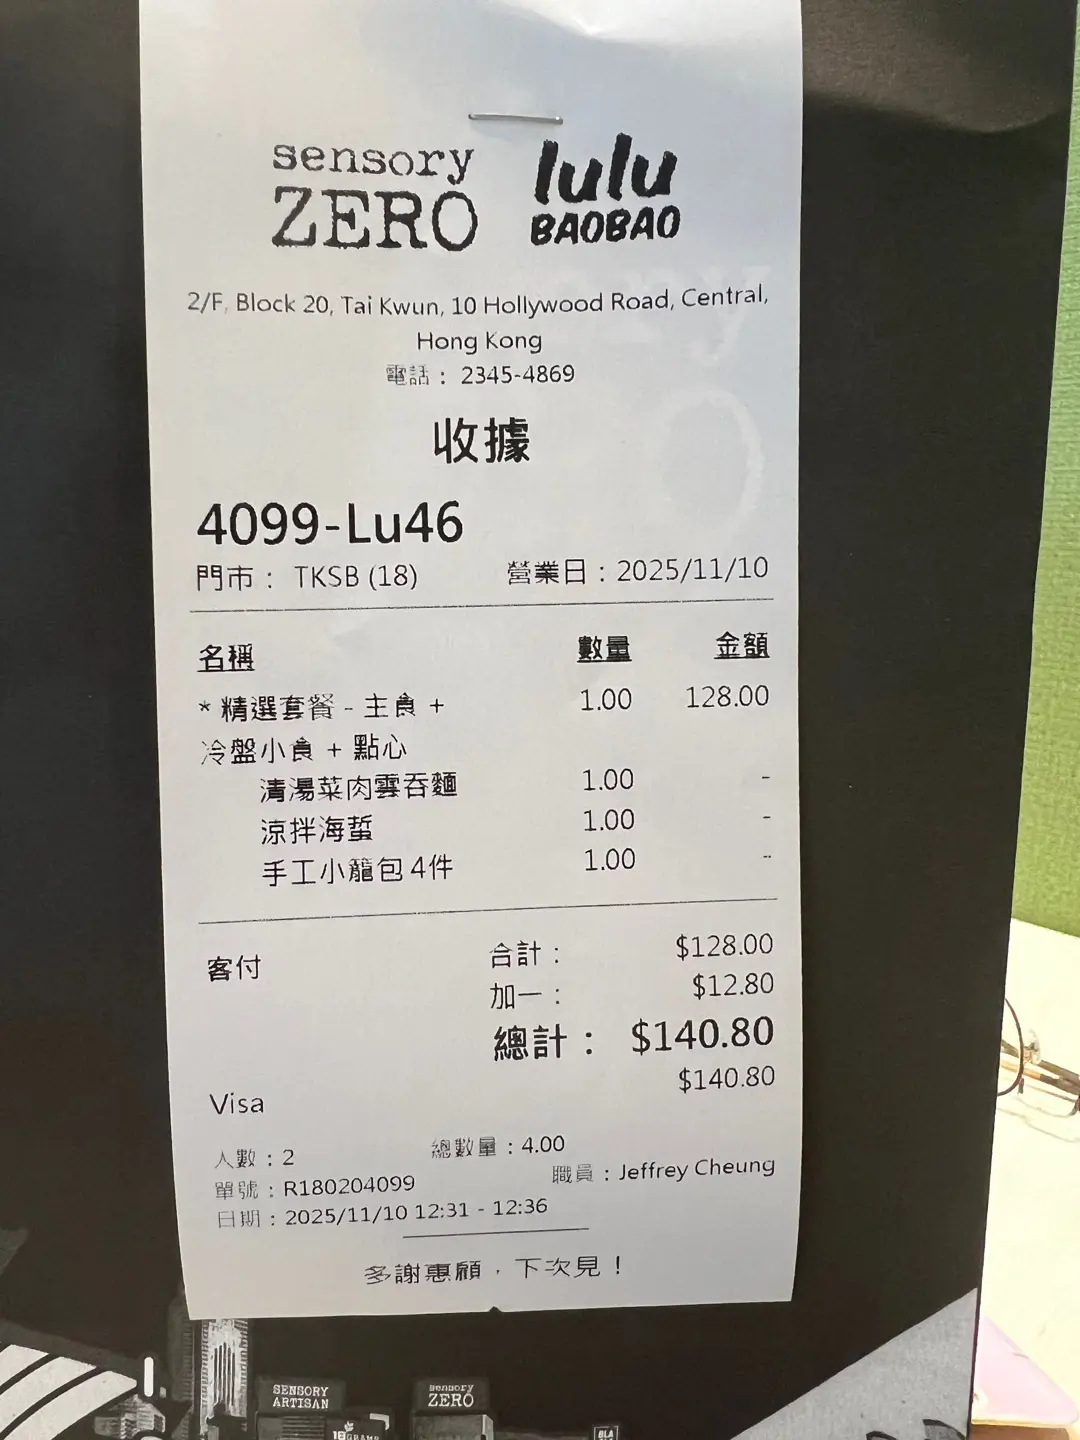 sensory
ZERO
lulu
BAOBAO
2/F, Block 20, Tai Kwun, 10 Hollywood Road, Central,
Hong Kong
電話： 2345-4869
收據
4099-Lu46
門市： TKSB (18) 營業日：2025/11/10
名稱 數量 金額
* 精選套餐 - 主食 + 1.00 128.00
冷盤小食 + 點心
清湯菜肉雲吞麵 1.00 -
涼拌海蜇 1.00 -
手工小籠包 4件 1.00 -
客付 合計： $128.00
加一： $12.80
總計： $140.80
$140.80
Visa
人數：2 總數量：4.00
單號：R180204099 職員：Jeffrey Cheung
日期：2025/11/10 12:31 - 12:36
多謝惠顧，下次見！
SENSORY
ARTISAN
sensory
ZERO
18GRAMS